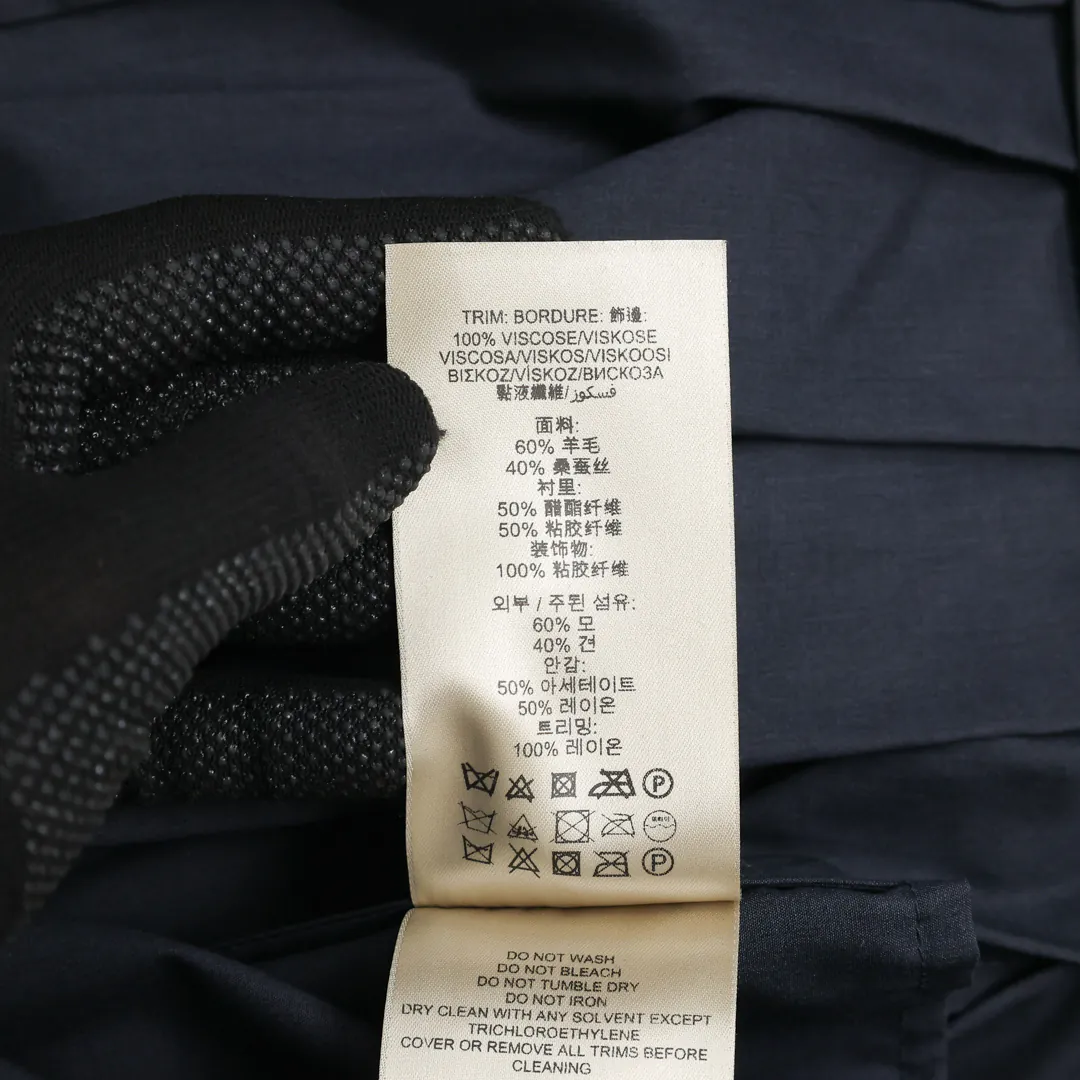 TRIM: BORDURE: 飾邊:
100% VISCOSE/VISKOSE
VISCOSA/VISKOS/VISKOOSI
ΒΙΣΚΟΖ/VİSKOZ/ВИСКОЗА
黏液纖維/فسكوز
面料:
60% 羊毛
40% 桑蚕丝
衬里:
50% 醋酯纤维
50% 粘胶纤维
装饰物:
100% 粘胶纤维
외부 / 주된 섬유:
60% 모
40% 견
안감:
50% 아세테이트
50% 레이온
트리밍:
100% 레이온
P
P
DO NOT WASH
DO NOT BLEACH
DO NOT TUMBLE DRY
DO NOT IRON
DRY CLEAN WITH ANY SOLVENT EXCEPT
TRICHLOROETHYLENE
COVER OR REMOVE ALL TRIMS BEFORE
CLEANING